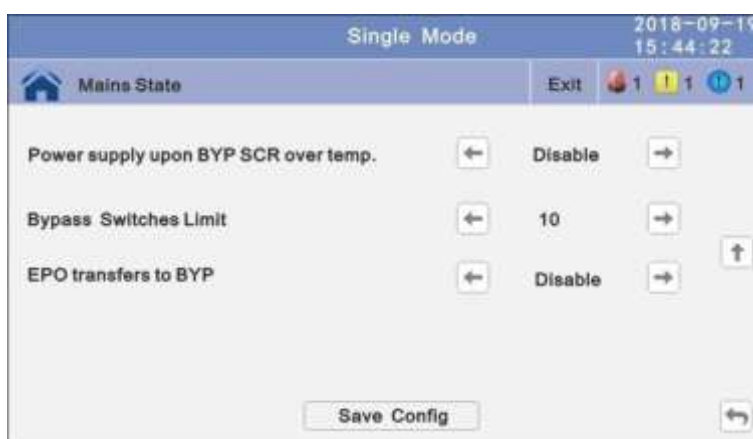 Single Mode
2018-09-19
15:44:22
Mains State
Exit
1
1
1
Power supply upon BYP SCR over temp.
Disable
Bypass Switches Limit
10
EPO transfers to BYP
Disable
Save Config